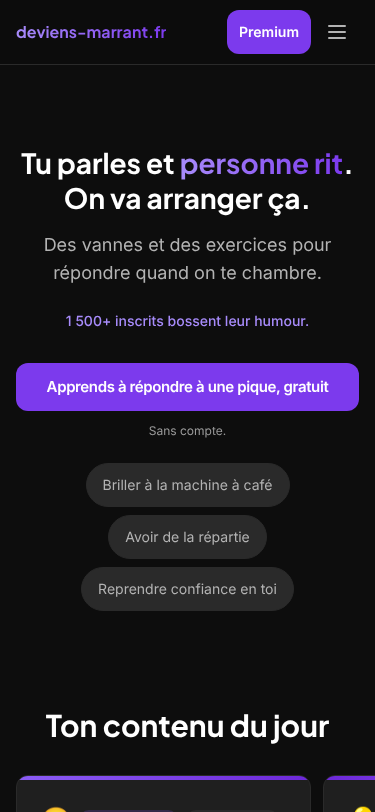 deviens-marrant.fr
Premium
Tu parles et personne rit.
On va arranger ça.
Des vannes et des exercices pour
répondre quand on te chambre.
1 500+ inscrits bossent leur humour.
Apprends à répondre à une pique, gratuit
Sans compte.
Briller à la machine à café
Avoir de la répartie
Reprendre confiance en toi
Ton contenu du jour